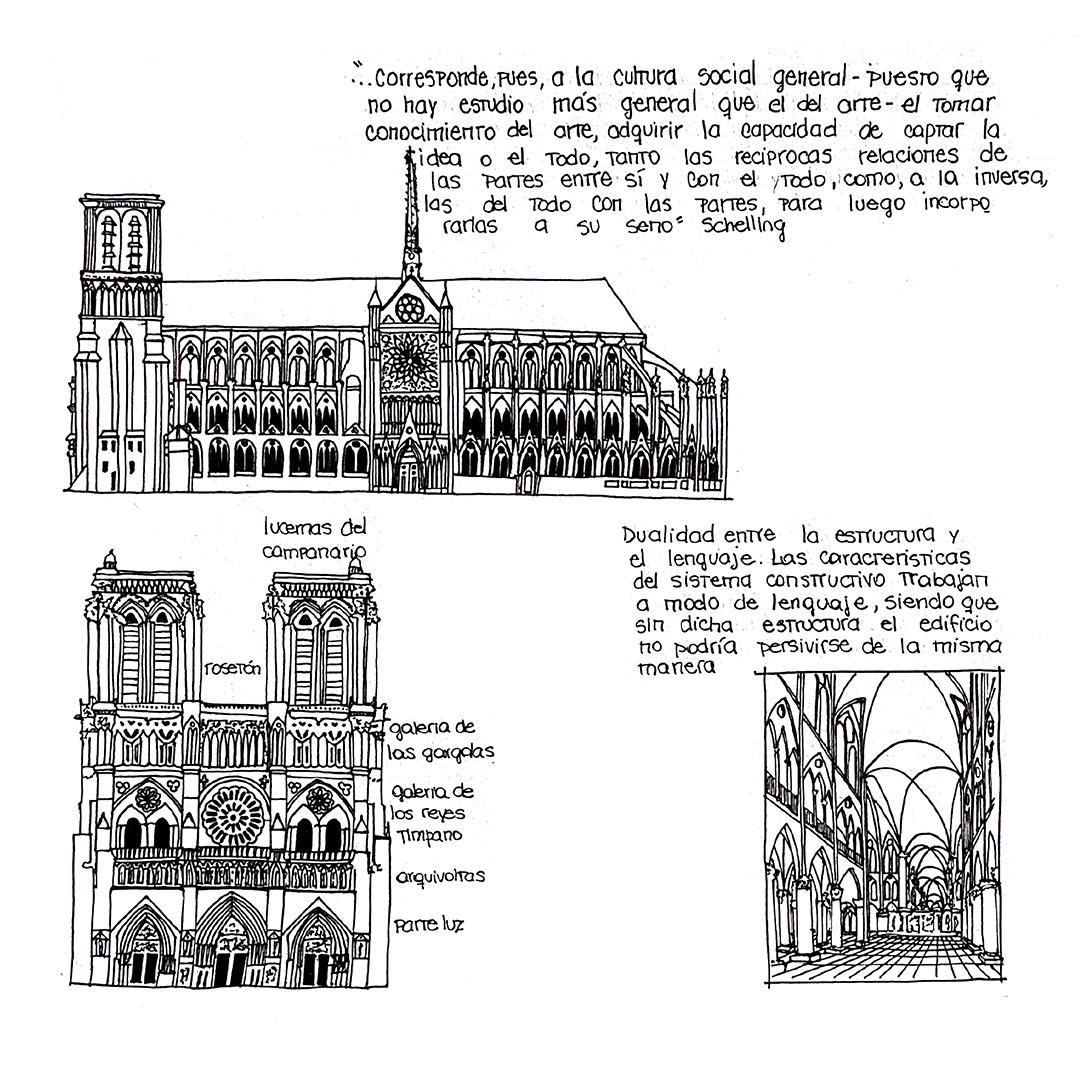 "..Corresponde, pues, a la cultura social general - puesto que
no hay estudio más general que el del arte - el tomar
conocimiento del arte, adquirir la capacidad de captar la
idea o el todo, tanto las reciprocas relaciones de
las partes entre sí y con el todo, como, a la inversa,
las del todo con las partes, para luego incorpo
rarlas a su seno" Schelling
lucernas del
campanario
rosetón
galeria de
las gargolas
galeria de
los reyes
Timpano
arquivoltas
Parte luz
Dualidad entre la estructura y
el lenguaje. Las caracteristicas
del sistema constructivo trabajan
a modo de lenguaje, siendo que
sin dicha estructura el edificio
no podría persivirse de la misma
manera